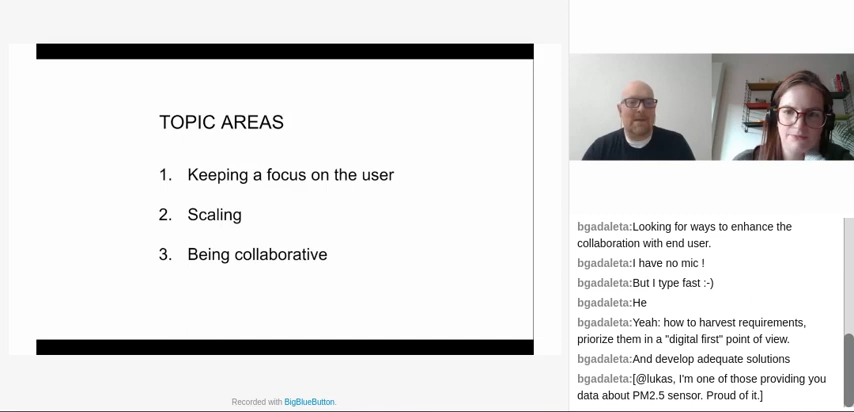 TOPIC AREAS
1. Keeping a focus on the user
2. Scaling
3. Being collaborative
Recorded with BigBlueButton.
bgadaleta:Looking for ways to enhance the
collaboration with end user.
bgadaleta:I have no mic !
bgadaleta:But I type fast :-)
bgadaleta:He
bgadaleta:Yeah: how to harvest requirements,
priorize them in a "digital first" point of view.
bgadaleta:And develop adequate solutions
bgadaleta:[@lukas, I'm one of those providing you
data about PM2.5 sensor. Proud of it.]